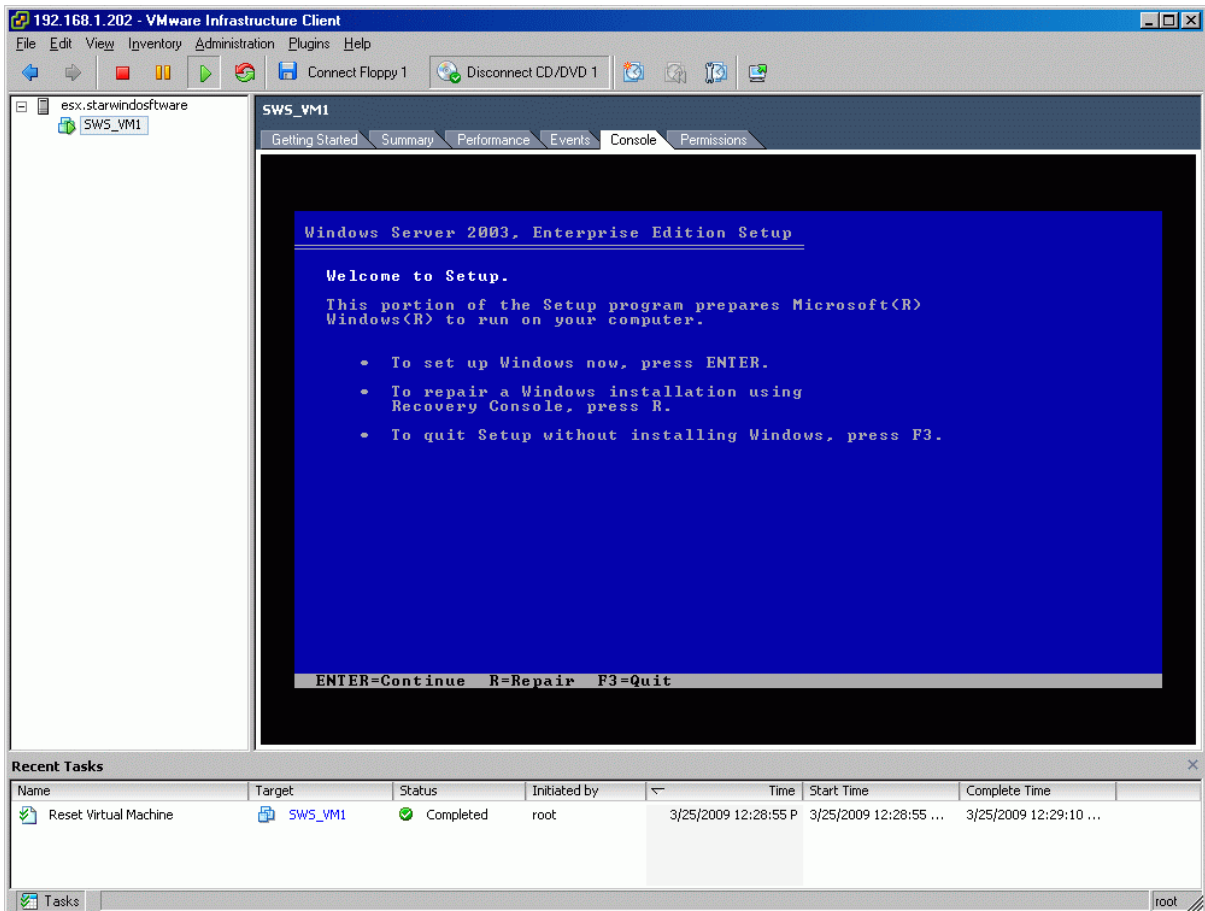 192.168.1.202 - VMware Infrastructure Client
File Edit View Inventory Administration Plugins Help
Connect Floppy 1 Disconnect CD/DVD 1
esx.starwindosftware
SWS_VM1
SWS_VM1
Getting Started Summary Performance Events Console Permissions
Windows Server 2003, Enterprise Edition Setup
Welcome to Setup.
This portion of the Setup program prepares Microsoft(R)
Windows(R) to run on your computer.
• To set up Windows now, press ENTER.
• To repair a Windows installation using
Recovery Console, press R.
• To quit Setup without installing Windows, press F3.
ENTER=Continue R=Repair F3=Quit
Recent Tasks
Name Target Status Initiated by Time Start Time Complete Time
Reset Virtual Machine SWS_VM1 Completed root 3/25/2009 12:28:55 P 3/25/2009 12:28:55 ... 3/25/2009 12:29:10 ...
Tasks root